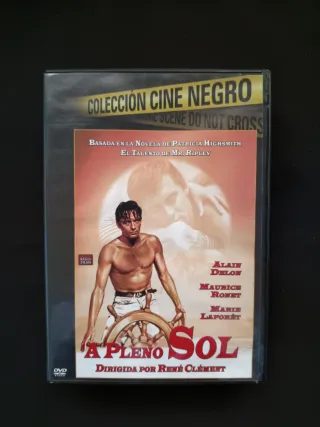 COLECCIÓN CINE NEGRO
SCENE DO NOT CROSS
BASADA EN LA NOVELA DE PATRICIA HIGHSMITH
EL TALENTO DE MR. RIPLEY
ALAIN
DELON
MAURICE
RONET
MARIE
LAFORÊT
A PLENO SOL
DIRIGIDA POR RENÉ CLÉMENT
DVD